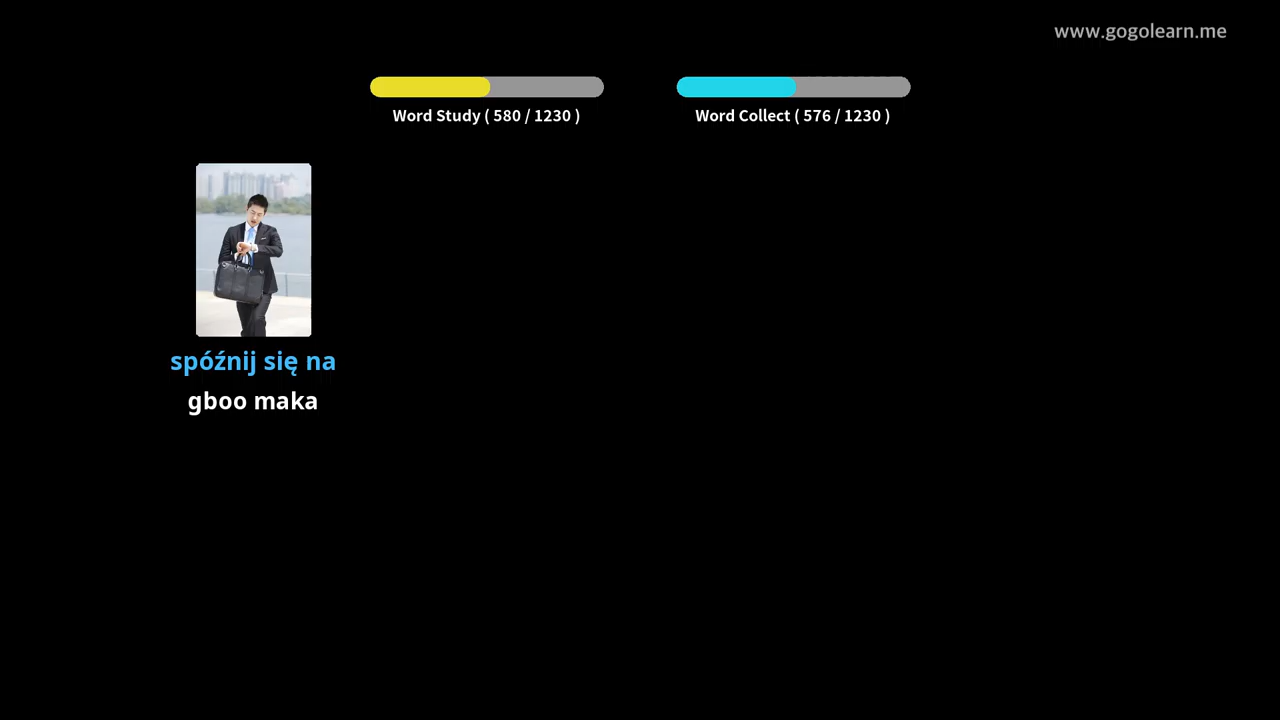 www.gogolearn.me
Word Study ( 580 / 1230 )
Word Collect ( 576 / 1230 )
spóźnij się na
gboo maka